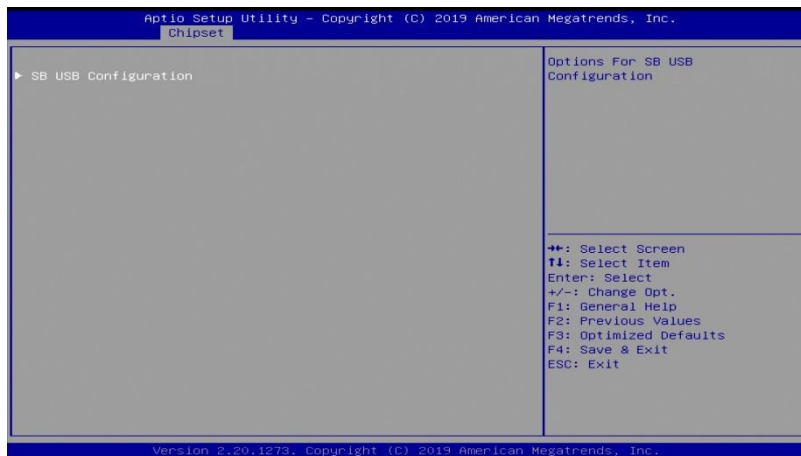 Aptio Setup Utility – Copyright (C) 2019 American Megatrends, Inc.
Chipset
► SB USB Configuration
Options For SB USB
Configuration
→←: Select Screen
↑↓: Select Item
Enter: Select
+/-: Change Opt.
F1: General Help
F2: Previous Values
F3: Optimized Defaults
F4: Save & Exit
ESC: Exit
Version 2.20.1273. Copyright (C) 2019 American Megatrends, Inc.